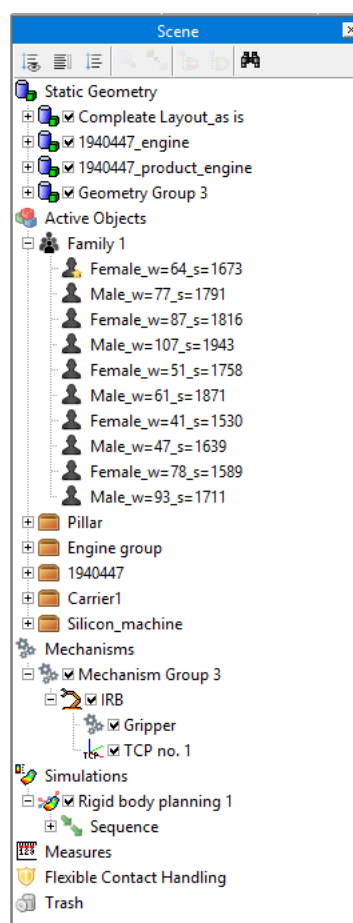 Scene
Static Geometry
Compleate Layout_as is
1940447_engine
1940447_product_engine
Geometry Group 3
Active Objects
Family 1
Female_w=64_s=1673
Male_w=77_s=1791
Female_w=87_s=1816
Male_w=107_s=1943
Female_w=51_s=1758
Male_w=61_s=1871
Female_w=41_s=1530
Male_w=47_s=1639
Female_w=78_s=1589
Male_w=93_s=1711
Pillar
Engine group
1940447
Carrier1
Silicon_machine
Mechanisms
Mechanism Group 3
IRB
Gripper
TCP TCP no. 1
Simulations
Rigid body planning 1
Sequence
123 Measures
Flexible Contact Handling
Trash